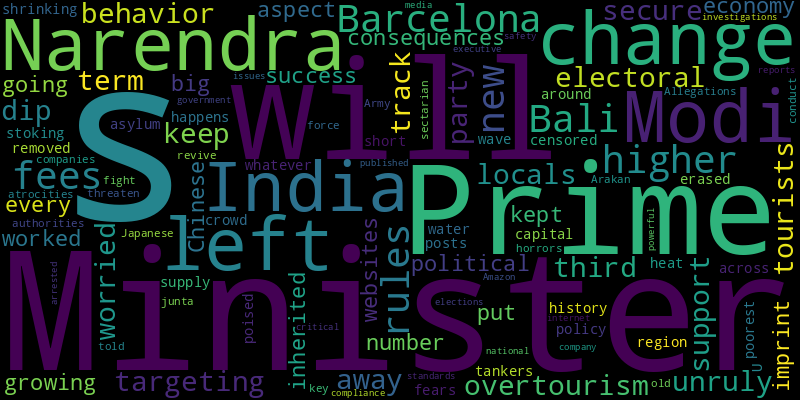 shrinking behavior aspect Barcelona secure economy
Narendra consequences change investigations
media safety executive
going term big success track party new electoral around Modi Allegations reports conduct
dip S Will issues Army sectarian wave Bali
government
stoking asylum happens keep force short censored
removed revive whatever published
companies fight
fees India Prime locals higher erased tourists
atrocities threaten Arakan
every Chinese crowd left kept
authorities Japanese water capital powerful
worked worried posts horrors
websites rules political third heat across
Minister supply inherited Amazon support
junta poised elections put history
arrested told critical internet policy region imprint
number national company U poorest
growing targeting key away standards tankers
compliance fears overtourism old unruly